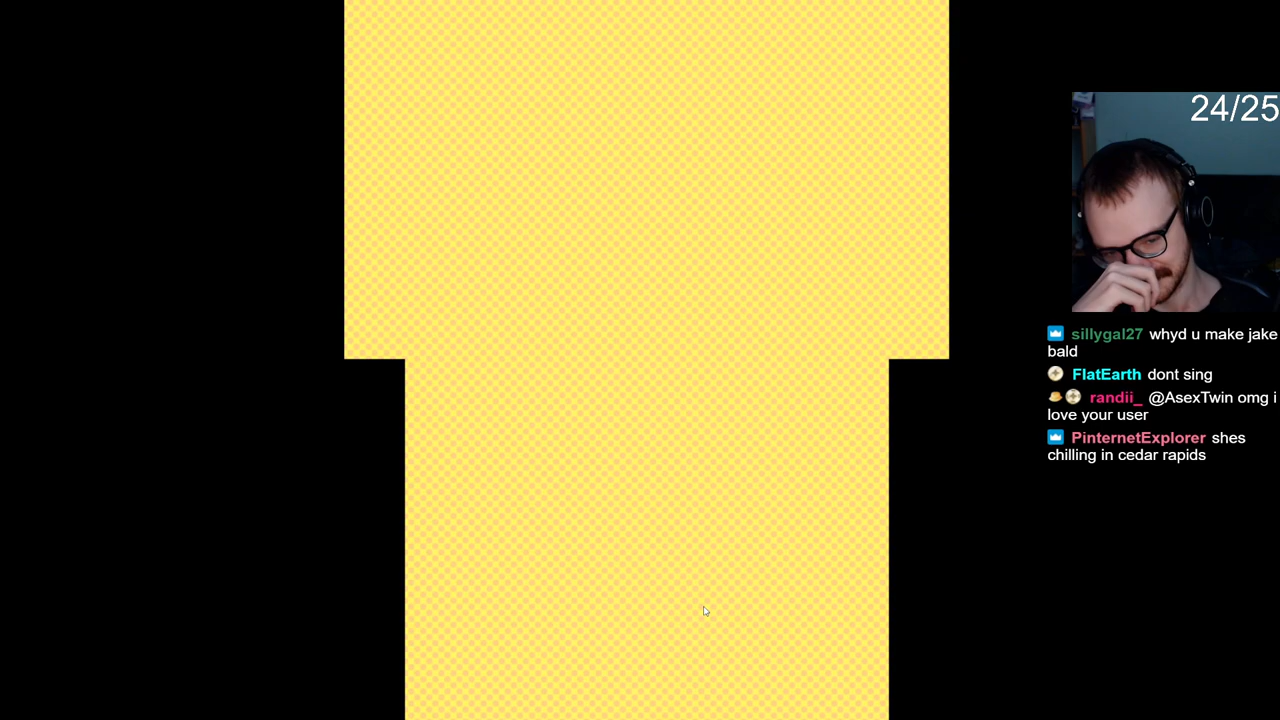 24/25
sillygal27 whyd u make jake
bald
FlatEarth dont sing
randii_ @AsexTwin omg i
love your user
PinternetExplorer shes
chilling in cedar rapids